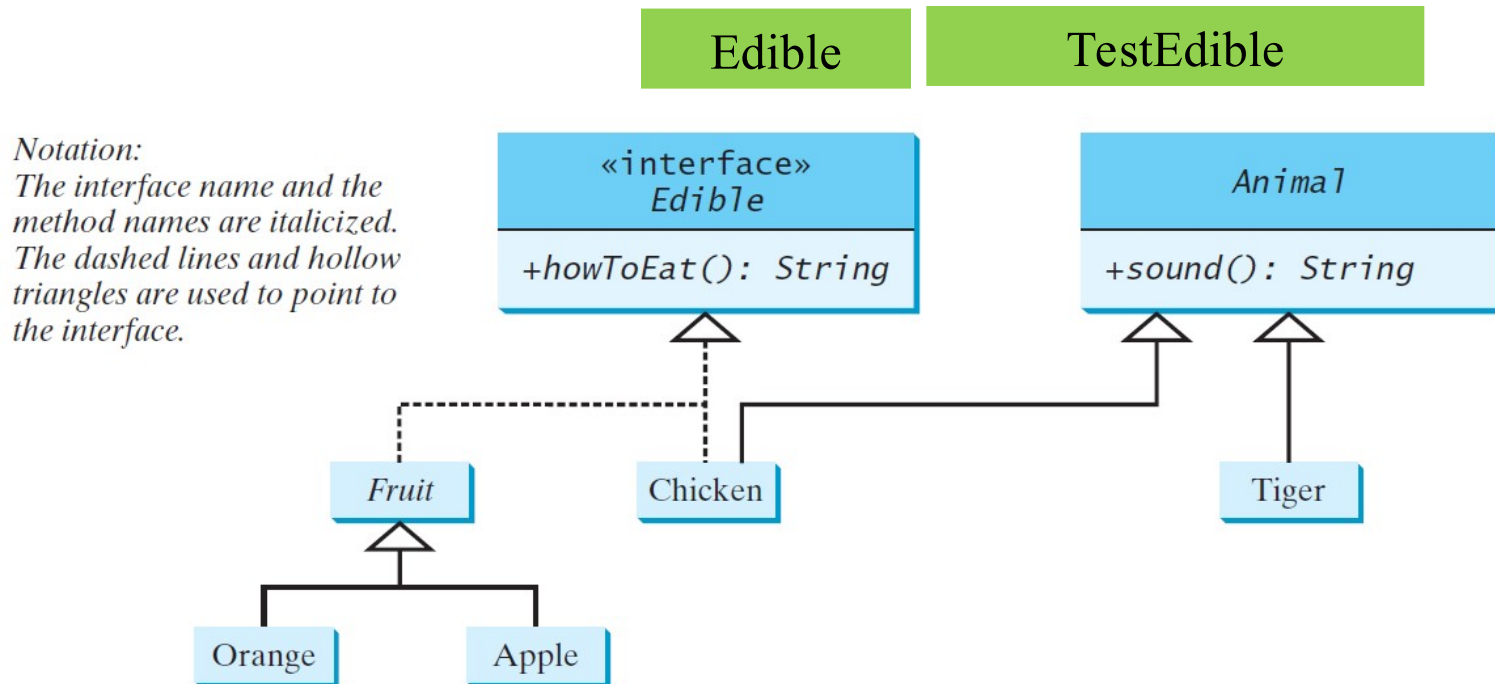 Edible
TestEdible
Notation:
The interface name and the
method names are italicized.
The dashed lines and hollow
triangles are used to point to
the interface.
«interface»
Edible
+howToEat(): String
Animal
+sound(): String
Fruit
Chicken
Tiger
Orange
Apple